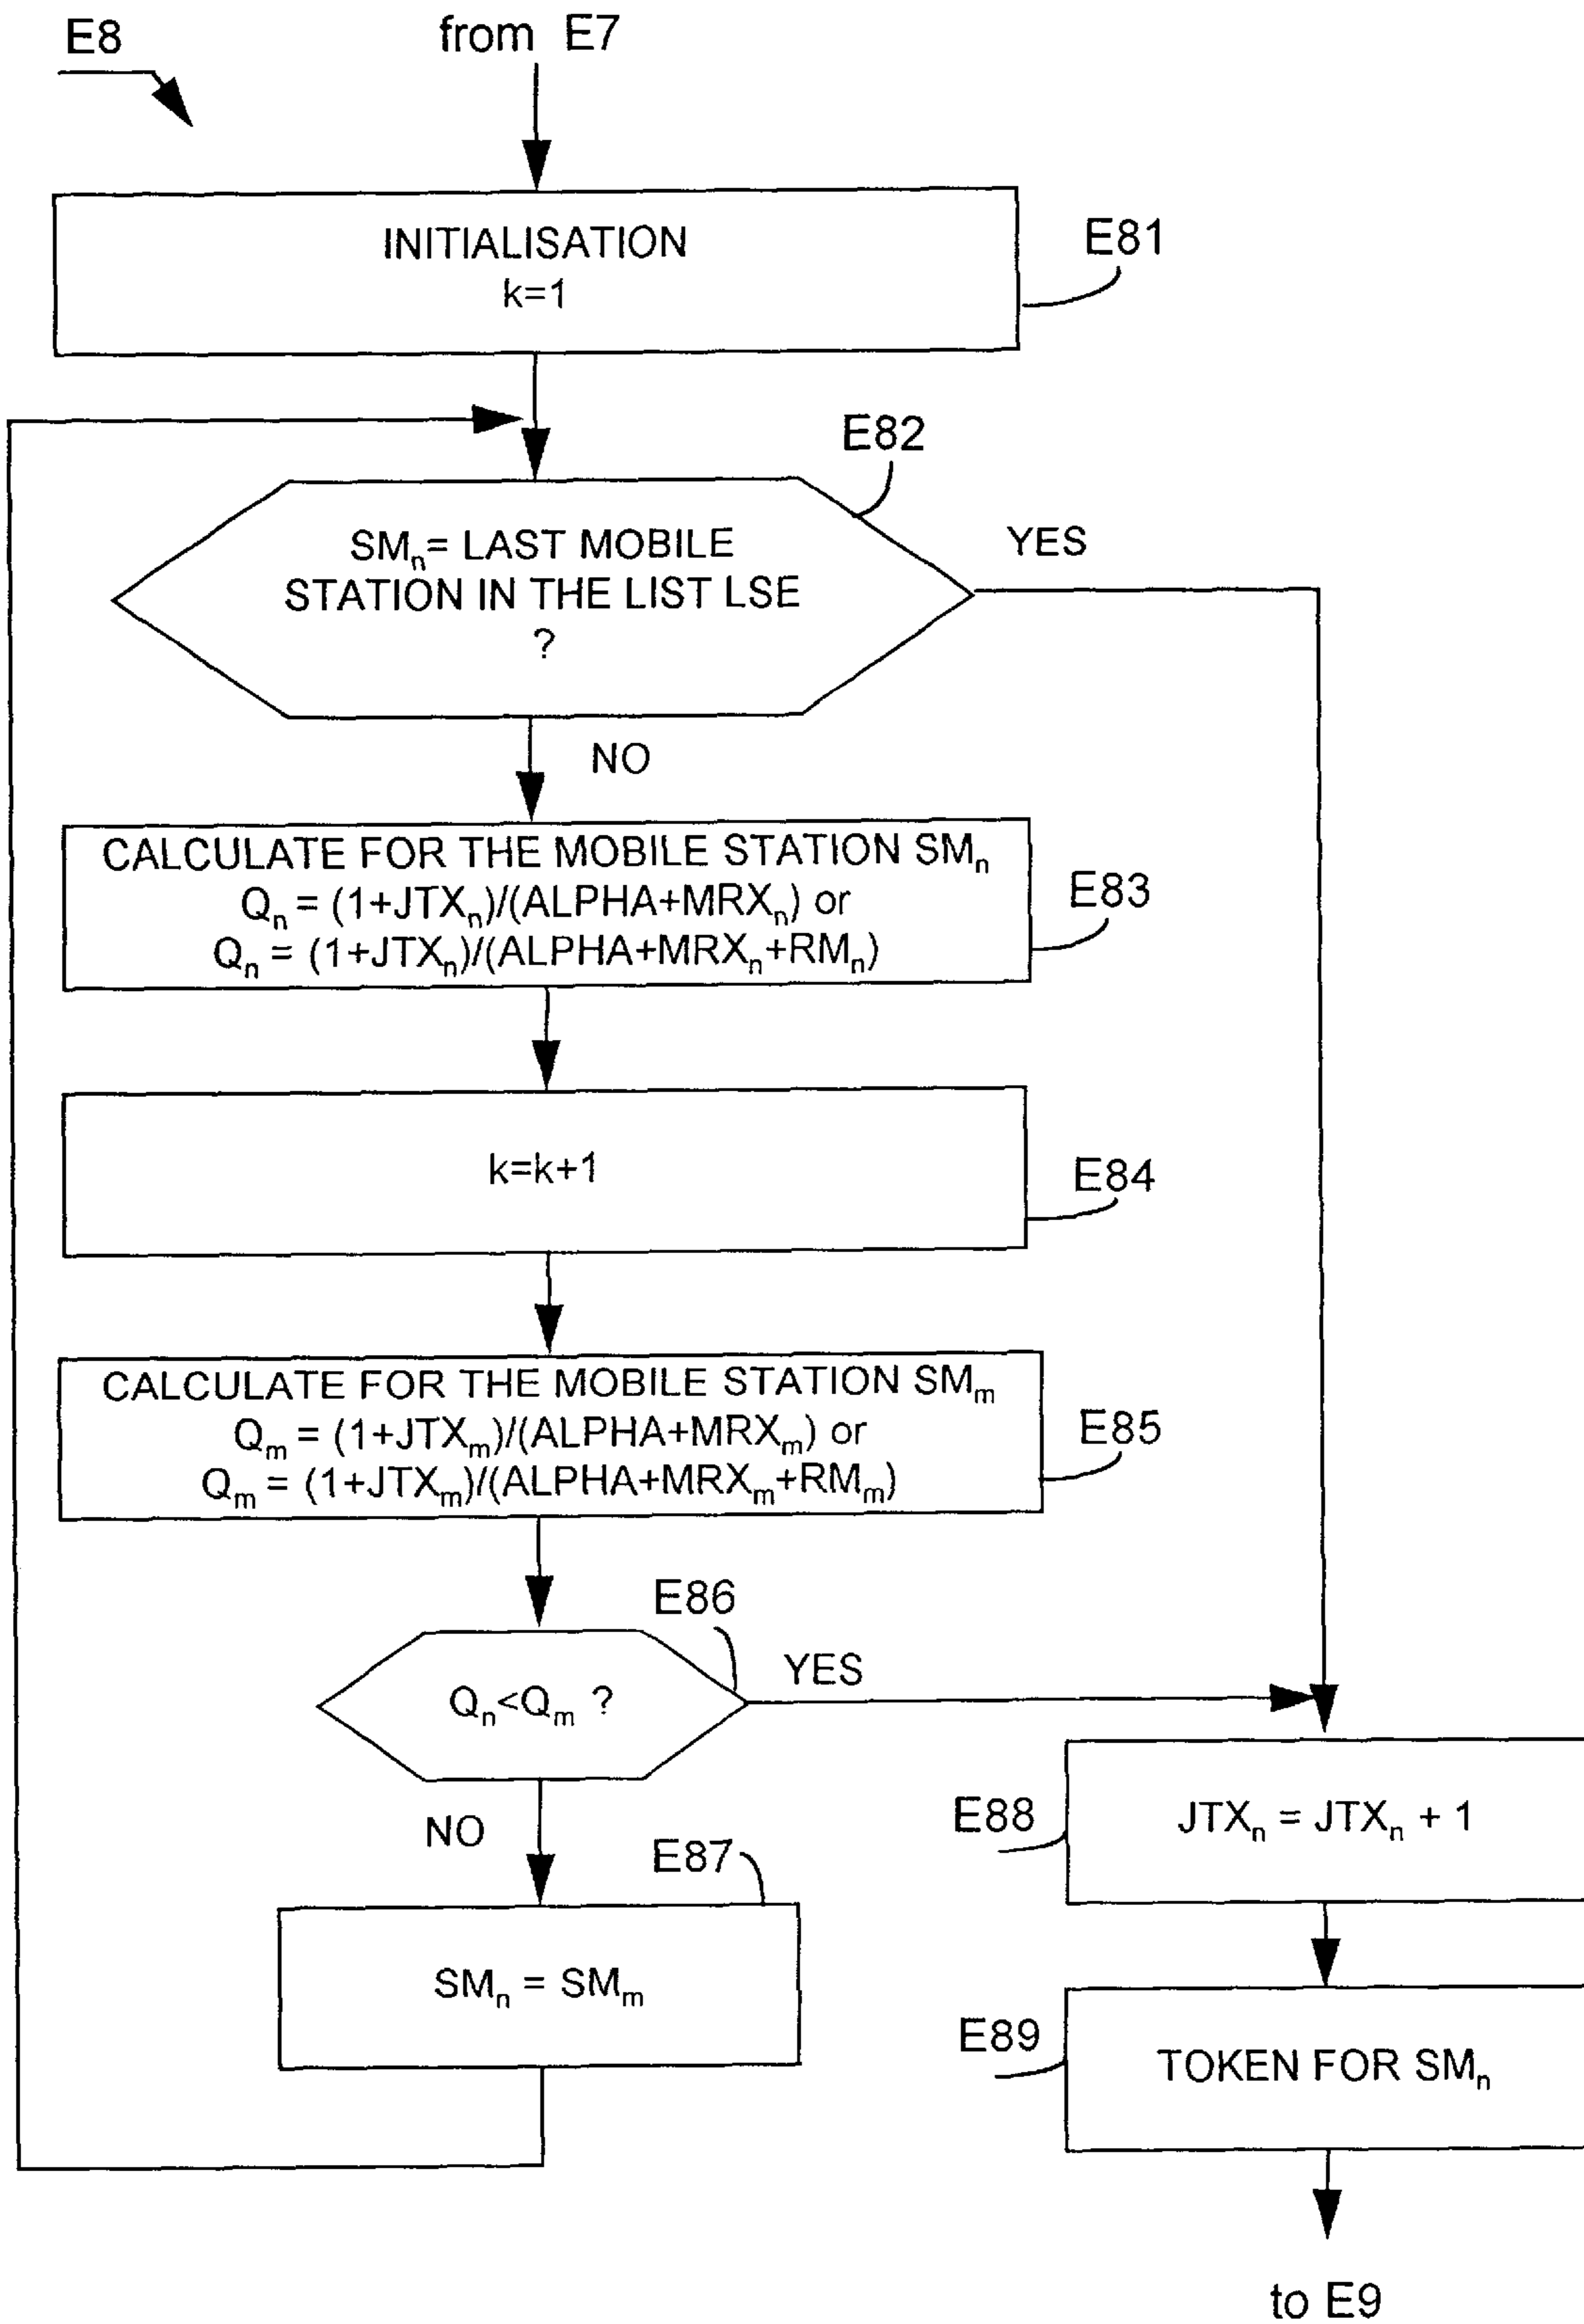 E8
from E7
INITIALISATION
k=1
E81
E82
SMn= LAST MOBILE
STATION IN THE LIST LSE
?
YES
NO
CALCULATE FOR THE MOBILE STATION SMn
Qn = (1+JTXn)/(ALPHA+MRXn) or
Qn = (1+JTXn)/(ALPHA+MRXn+RMn)
E83
k=k+1
E84
CALCULATE FOR THE MOBILE STATION SMm
Qm = (1+JTXm)/(ALPHA+MRXm) or
Qm = (1+JTXm)/(ALPHA+MRXm+RMm)
E85
E86
Qn<Qm ?
YES
NO
E87
SMn = SMm
E88
JTXn = JTXn + 1
E89
TOKEN FOR SMn
to E9